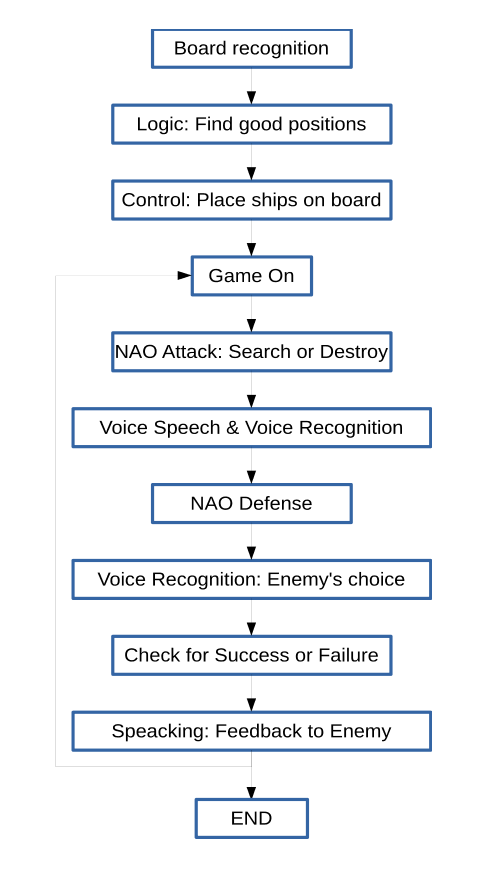 Board recognition
Logic: Find good positions
Control: Place ships on board
Game On
NAO Attack: Search or Destroy
Voice Speech & Voice Recognition
NAO Defense
Voice Recognition: Enemy's choice
Check for Success or Failure
Speacking: Feedback to Enemy
END